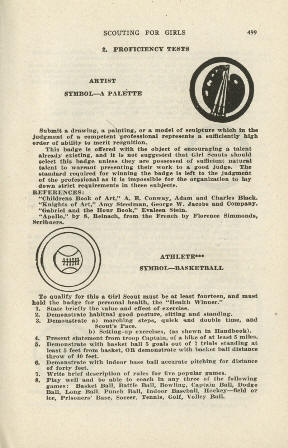 SCOUTING FOR GIRLS 499
2. PROFICIENCY TESTS
ARTIST
SYMBOL—A PALETTE
Submit a drawing, a painting, or a model of sculpture which in the
judgment of a competent professional represents a sufficiently high
order of ability to merit recognition.
This badge is offered with the object of encouraging a talent
already existing, and it is not suggested that Girl Scouts should
select this badge unless they are possessed of sufficient natural
talent to warrant presenting their work to a good judge. The
standard required for winning the badge is left to the judgment
of the professional as it is impossible for the organization to lay
down strict requirements in these subjects.
REFERENCES:
"Childrens Book of Art," A. E. Conway, Adam and Charles Black.
"Knights of Art," Amy Steedman, George W. Jacobs and Company.
"Gabriel and the Hour Book," Evaleen Stein.
"Apollo," by S. Reinach, from the French by Florence Simmonds,
Scribners.
ATHLETE***
SYMBOL—BASKETBALL
To qualify for this a Girl Scout must be at least fourteen, and must
hold the badge for personal health, the "Health Winner."
1. State briefly the value and effect of exercise.
2. Demonstrate habitual good posture, sitting and standing.
3. Demonstrate a) marching steps, quick and double time, and
Scout's Pace.
b) Setting-up exercises, (as shown in Handbook).
4. Present statement from troop Captain, of a hike of at least 5 miles.
5. Demonstrate with basket ball 5 goals out of 7 trials standing at
least 5 feet from basket, OR demonstrate with basket ball distance
throw of 40 feet.
6. Demonstrate with indoor base ball accurate pitching for distance
of forty feet.
7. Write brief description of rules for five popular games.
8. Play well and be able to coach in any three of the following
games: Basket Ball, Battle Ball, Bowling, Captain Ball, Dodge
Ball, Long Ball, Punch Ball, Indoor Baseball, Hockey—field or
ice, Prisoners' Base, Soccer, Tennis, Golf, Volley Ball.